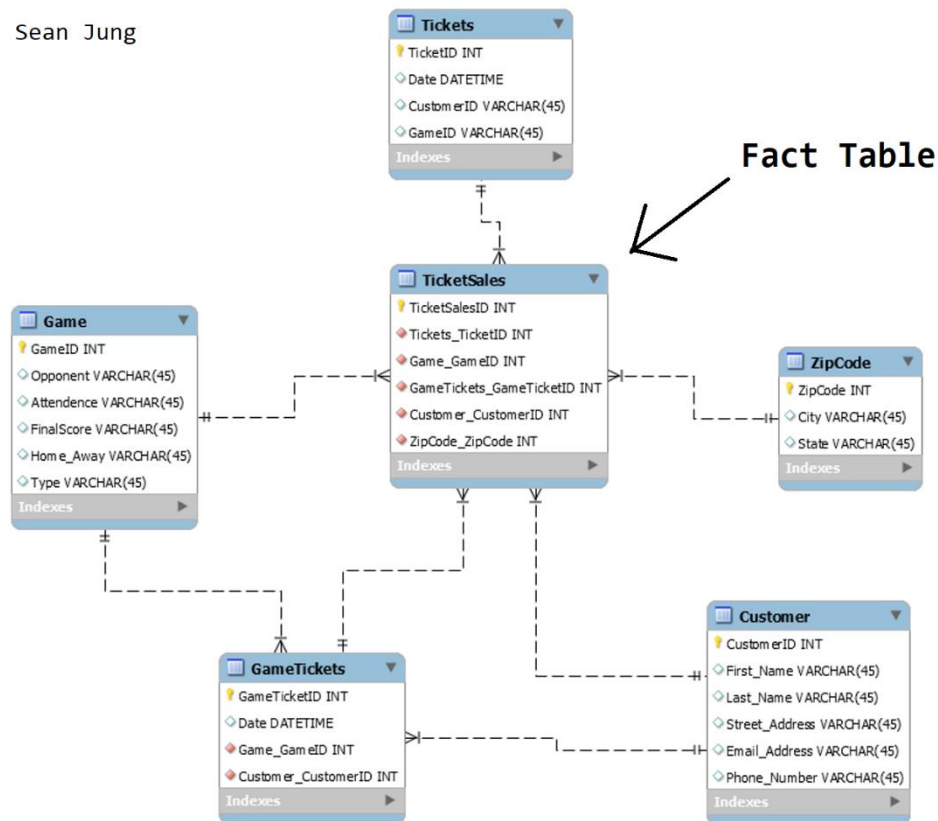 Sean Jung
Tickets
TicketID INT
Date DATETIME
CustomerID VARCHAR(45)
GameID VARCHAR(45)
Indexes
Fact Table
TicketSales
TicketSalesID INT
Tickets_TicketID INT
Game_GameID INT
GameTickets_GameTicketID INT
Customer_CustomerID INT
ZipCode_ZipCode INT
Indexes
Game
GameID INT
Opponent VARCHAR(45)
Attendence VARCHAR(45)
FinalScore VARCHAR(45)
Home_Away VARCHAR(45)
Type VARCHAR(45)
Indexes
ZipCode
ZipCode INT
City VARCHAR(45)
State VARCHAR(45)
Indexes
GameTickets
GameTicketID INT
Date DATETIME
Game_GameID INT
Customer_CustomerID INT
Indexes
Customer
CustomerID INT
First_Name VARCHAR(45)
Last_Name VARCHAR(45)
Street_Address VARCHAR(45)
Email_Address VARCHAR(45)
Phone_Number VARCHAR(45)
Indexes